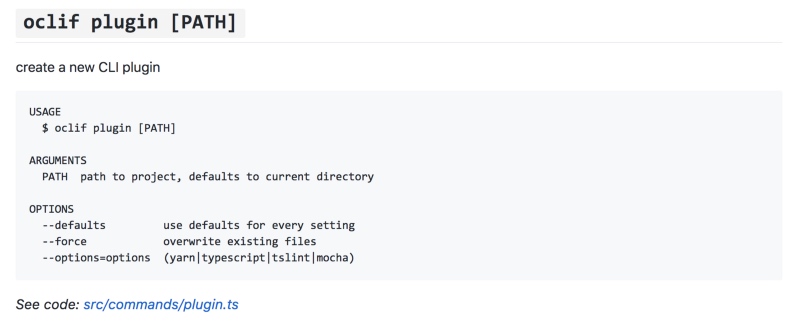 oclif plugin [PATH]
create a new CLI plugin
USAGE
$ oclif plugin [PATH]
ARGUMENTS
PATH  path to project, defaults to current directory
OPTIONS
--defaults         use defaults for every setting
--force            overwrite existing files
--options=options  (yarn|typescript|tslint|mocha)
See code: src/commands/plugin.ts